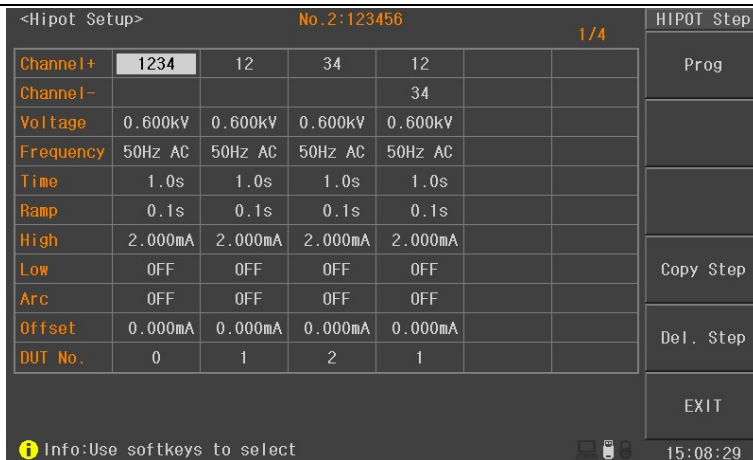 <Hipot Setup> No.2:123456 1/4 HIPOT Step
Channel+ 1234 12 34 12 Prog
Channel- 34
Voltage 0.600kV 0.600kV 0.600kV 0.600kV
Frequency 50Hz AC 50Hz AC 50Hz AC 50Hz AC
Time 1.0s 1.0s 1.0s 1.0s
Ramp 0.1s 0.1s 0.1s 0.1s
High 2.000mA 2.000mA 2.000mA 2.000mA
Low OFF OFF OFF OFF Copy Step
Arc OFF OFF OFF OFF
Offset 0.000mA 0.000mA 0.000mA 0.000mA Del. Step
DUT No. 0 1 2 1
EXIT
i Info:Use softkeys to select 15:08:29